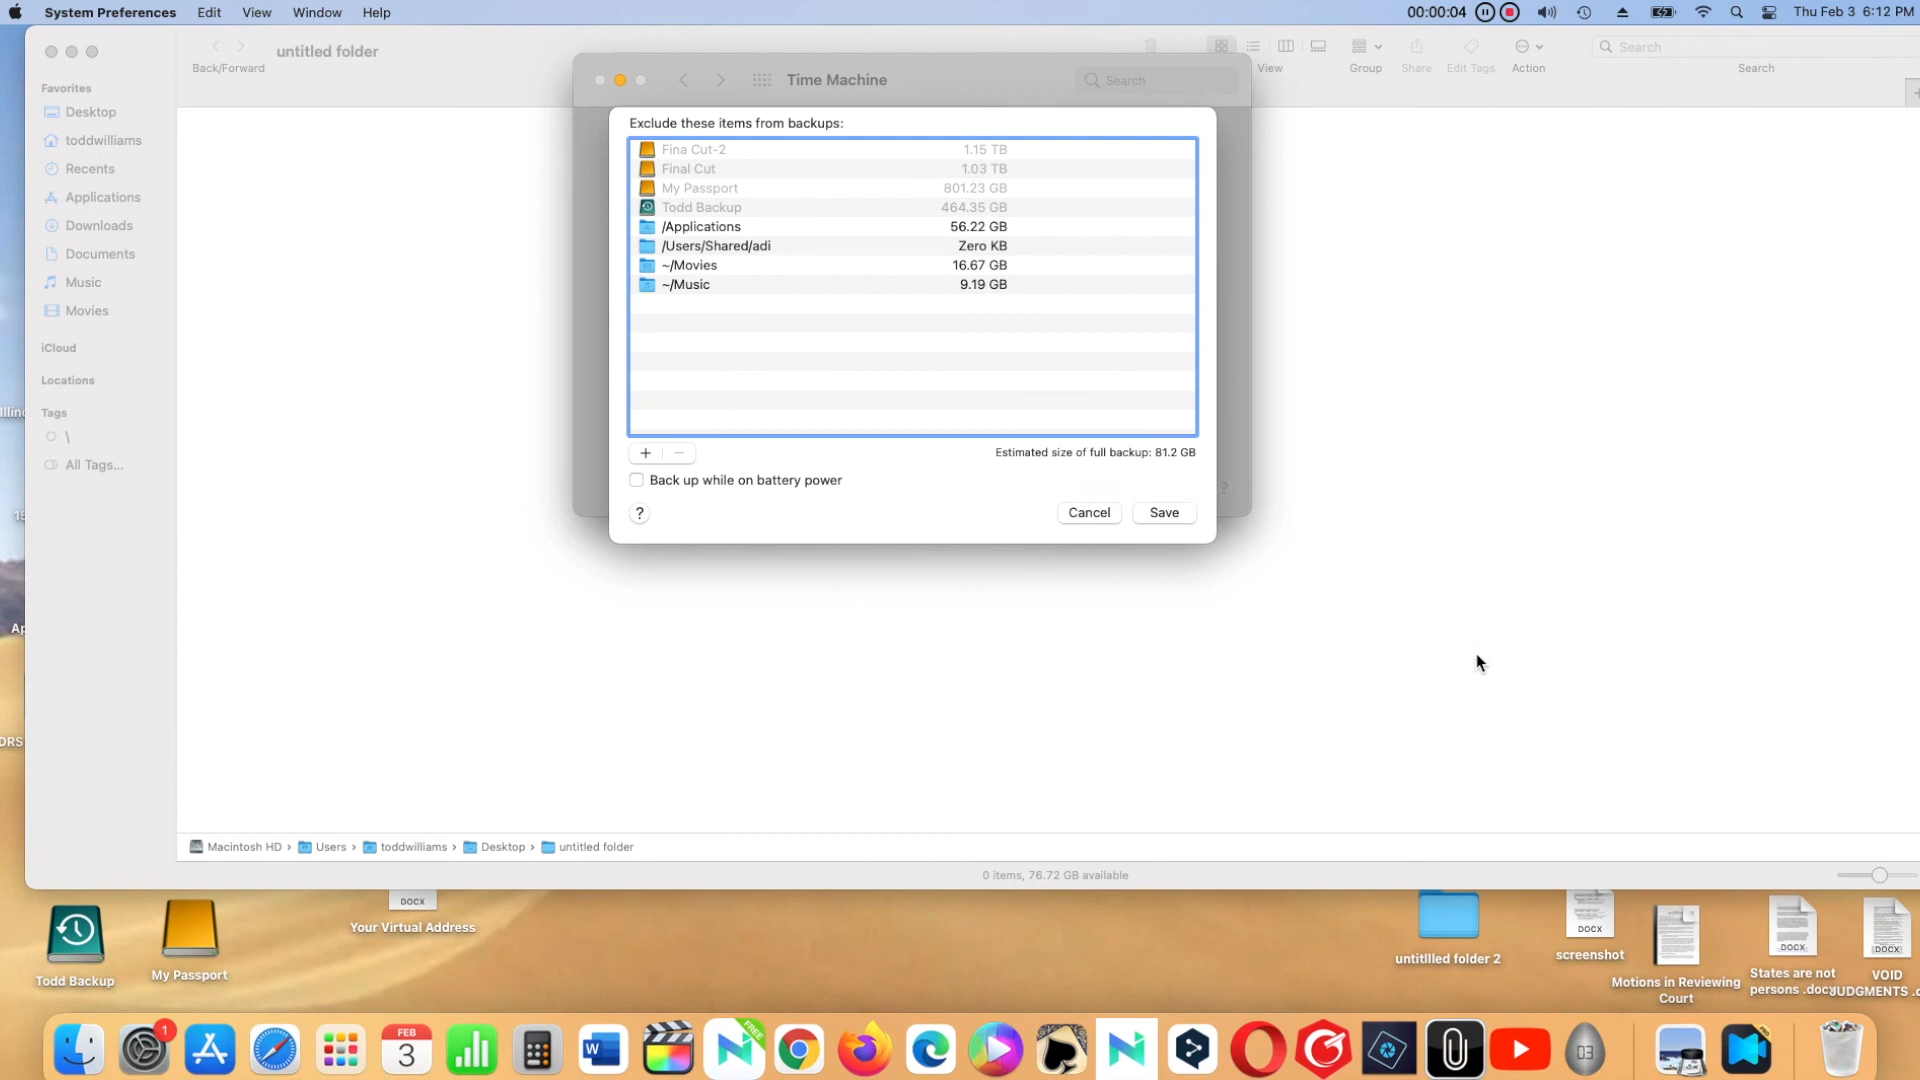 System Preferences Edit View Window Help 00:00:04 Thu Feb 3 6:12 PM
untitled folder
Back/Forward View Group Share Edit Tags Action Search
Search
Favorites
Desktop
toddwilliams
Recents
Applications
Downloads
Documents
Music
Movies
iCloud
Locations
Tags
\
All Tags...
Time Machine Search
Exclude these items from backups:
Fina Cut-2 1.15 TB
Final Cut 1.03 TB
My Passport 801.23 GB
Todd Backup 464.35 GB
/Applications 56.22 GB
/Users/Shared/adi Zero KB
~/Movies 16.67 GB
~/Music 9.19 GB
+ −
Estimated size of full backup: 81.2 GB
Back up while on battery power
? Cancel Save
?
Macintosh HD › Users › toddwilliams › Desktop › untitled folder
0 items, 76.72 GB available
Todd Backup
My Passport
DOCX
Your Virtual Address
untitlled folder 2
DOCX
screenshot
Motions in Reviewing
Court
DOCX
States are not
persons .docx
DOCX
VOID
JUDGMENTS
1
FEB
3
W
FREE
03